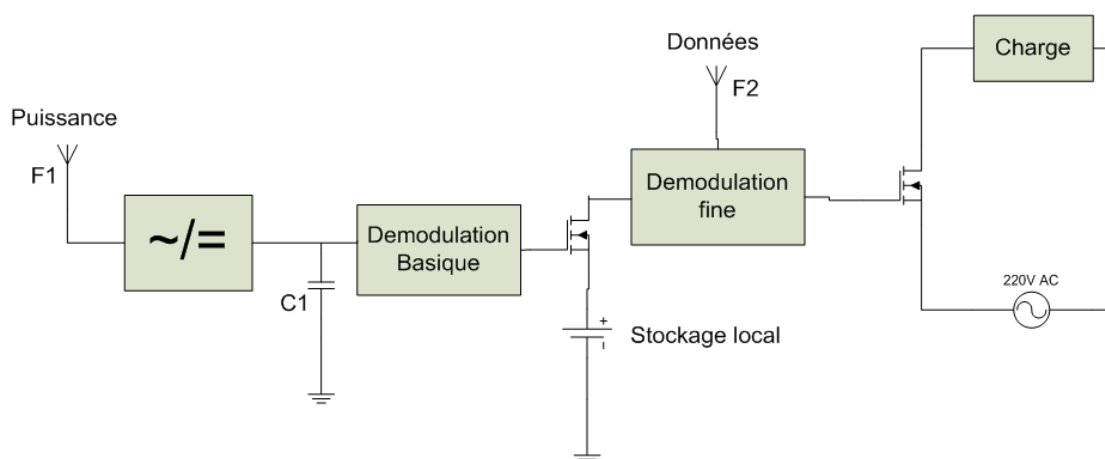 Puissance
F1
~/=
C1
Demodulation
Basique
+
Stockage local
Données
F2
Demodulation
fine
Charge
220V AC